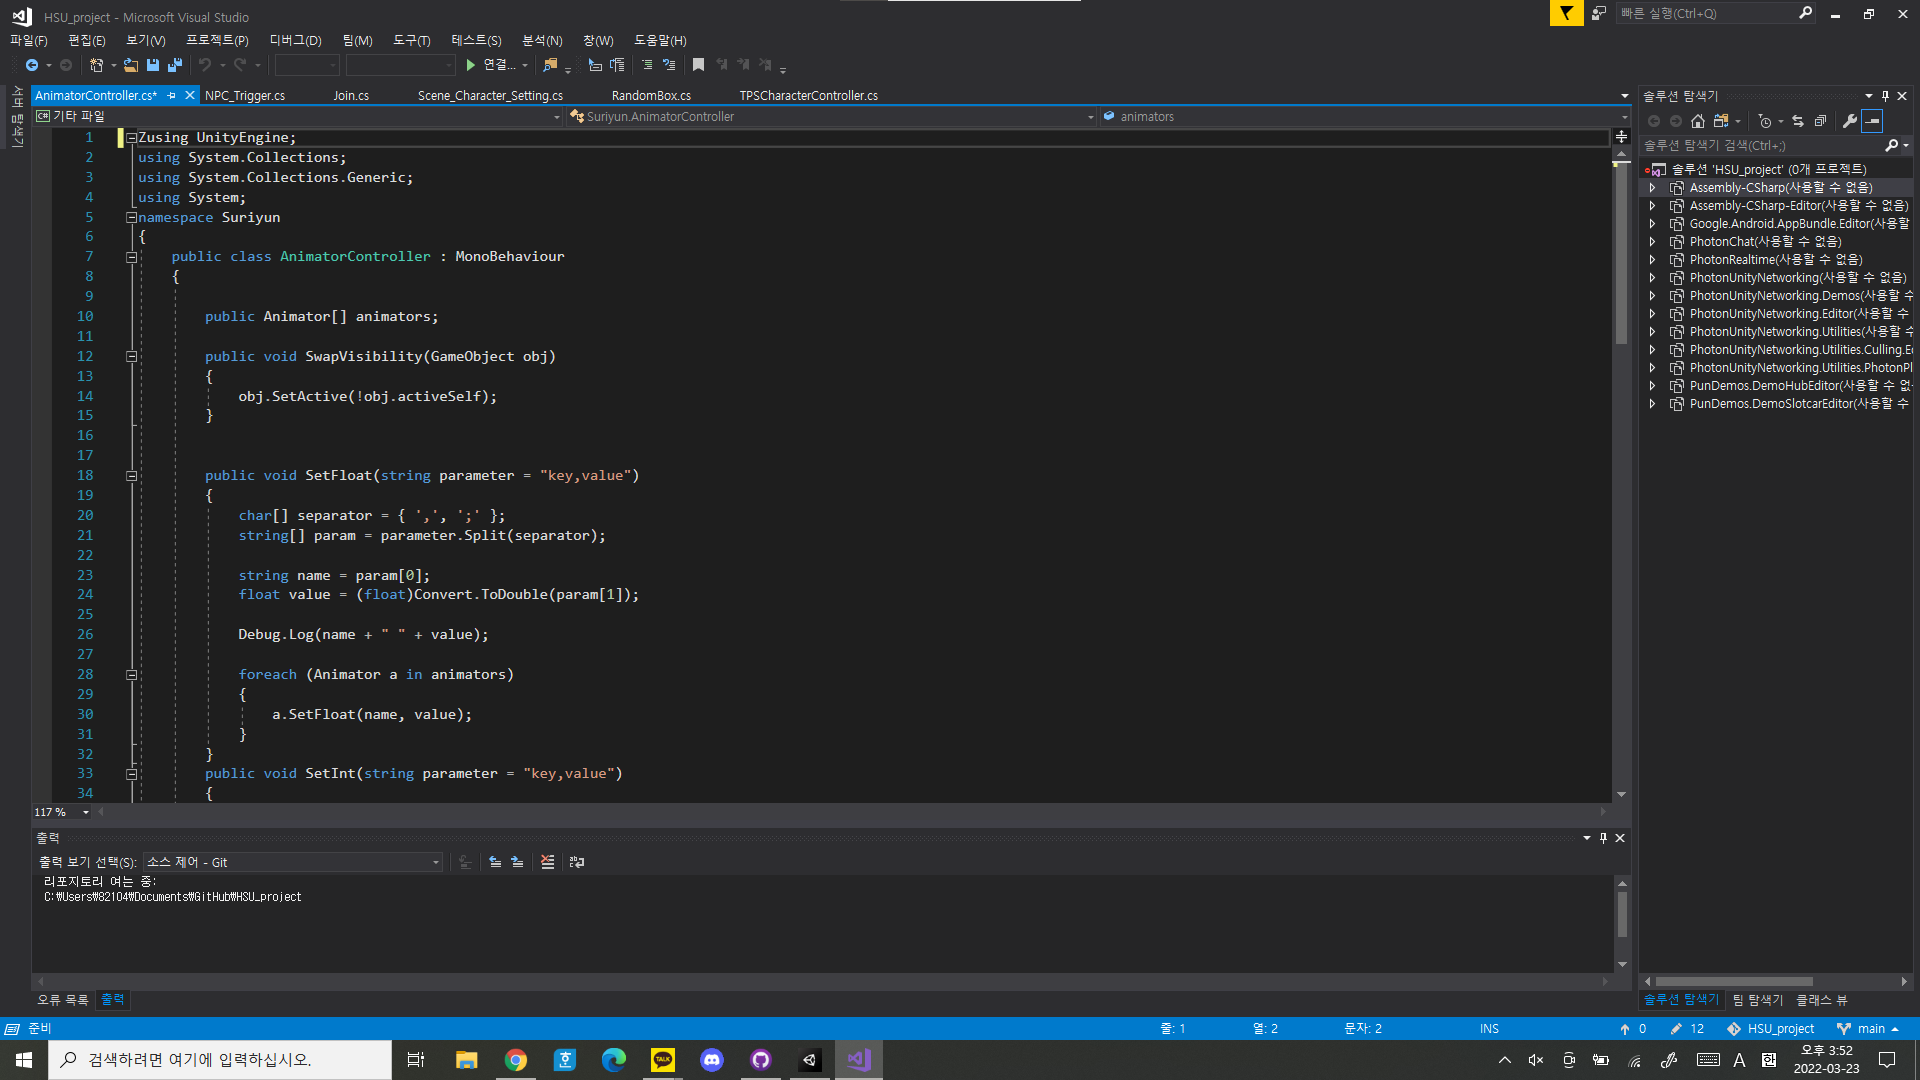 HSU_project - Microsoft Visual Studio
빠른 실행(Ctrl+Q)
파일(F) 편집(E) 보기(V) 프로젝트(P) 디버그(D) 팀(M) 도구(T) 테스트(S) 분석(N) 창(W) 도움말(H)
연결...
서버 탐색기
AnimatorController.cs* NPC_Trigger.cs Join.cs Scene_Character_Setting.cs RandomBox.cs TPSCharacterController.cs
C# 기타 파일 Suriyun.AnimatorController animators
1 Zusing UnityEngine;
2 using System.Collections;
3 using System.Collections.Generic;
4 using System;
5 namespace Suriyun
6 {
7 public class AnimatorController : MonoBehaviour
8 {
9
10 public Animator[] animators;
11
12 public void SwapVisibility(GameObject obj)
13 {
14 obj.SetActive(!obj.activeSelf);
15 }
16
17
18 public void SetFloat(string parameter = "key,value")
19 {
20 char[] separator = { ',', ';' };
21 string[] param = parameter.Split(separator);
22
23 string name = param[0];
24 float value = (float)Convert.ToDouble(param[1]);
25
26 Debug.Log(name + " " + value);
27
28 foreach (Animator a in animators)
29 {
30 a.SetFloat(name, value);
31 }
32 }
33 public void SetInt(string parameter = "key,value")
34 {
117 %
출력
출력 보기 선택(S): 소스 제어 - Git
리포지토리 여는 중:
C:₩Users₩82104₩Documents₩GitHub₩HSU_project
오류 목록 출력
솔루션 탐색기
솔루션 탐색기 검색(Ctrl+;)
솔루션 'HSU_project' (0개 프로젝트)
Assembly-CSharp(사용할 수 없음)
Assembly-CSharp-Editor(사용할 수 없음)
Google.Android.AppBundle.Editor(사용할
PhotonChat(사용할 수 없음)
PhotonRealtime(사용할 수 없음)
PhotonUnityNetworking(사용할 수 없음)
PhotonUnityNetworking.Demos(사용할 수
PhotonUnityNetworking.Editor(사용할 수
PhotonUnityNetworking.Utilities(사용할 수
PhotonUnityNetworking.Utilities.Culling.E
PhotonUnityNetworking.Utilities.PhotonPl
PunDemos.DemoHubEditor(사용할 수 없
PunDemos.DemoSlotcarEditor(사용할 수
솔루션 탐색기 팀 탐색기 클래스 뷰
준비 줄: 1 열: 2 문자: 2 INS 0 12 HSU_project main
검색하려면 여기에 입력하십시오.
TALK
A
한
오후 3:52
2022-03-23